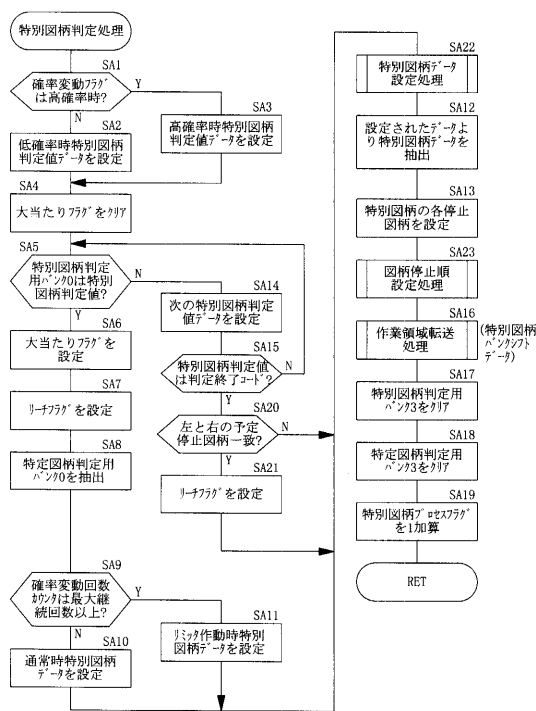 特別図柄判定処理
SA1
確率変動フラグ
は高確率時?
Y
N
SA2
低確率時特別図柄
判定値データを設定
SA3
高確率時特別図柄
判定値データを設定
SA4
大当たりフラグをクリア
SA5
特別図柄判定
用バンク0は特別
図柄判定値?
N
Y
SA6
大当たりフラグを
設定
SA7
リーチフラグを設定
SA8
特定図柄判定用
バンク0を抽出
SA9
確率変動回数
カウンタは最大継
続回数以上?
Y
N
SA10
通常時特別図柄
データを設定
SA11
リミッタ作動時特別
図柄データを設定
SA14
次の特別図柄判定
値データを設定
SA15
特別図柄判定値
は判定終了コード?
N
Y
SA20
左と右の予定
停止図柄一致?
N
Y
SA21
リーチフラグを設定
SA22
特別図柄データ
設定処理
SA12
設定されたデータ
より特別図柄データを
抽出
SA13
特別図柄の各停止
図柄を設定
SA23
図柄停止順
設定処理
SA16
作業領域転送
処理
(特別図柄
バンクシフト
データ)
SA17
特別図柄判定用
バンク3をクリア
SA18
特定図柄判定用
バンク3をクリア
SA19
特別図柄プロセスフラグ
を1加算
RET